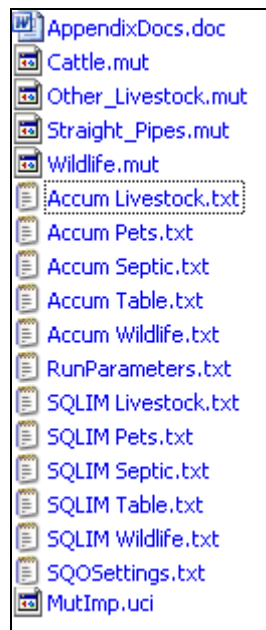 AppendixDocs.doc
Cattle.mut
Other_Livestock.mut
Straight_Pipes.mut
Wildlife.mut
Accum Livestock.txt
Accum Pets.txt
Accum Septic.txt
Accum Table.txt
Accum Wildlife.txt
RunParameters.txt
SQLIM Livestock.txt
SQLIM Pets.txt
SQLIM Septic.txt
SQLIM Table.txt
SQLIM Wildlife.txt
SQOSettings.txt
MutImp.uci